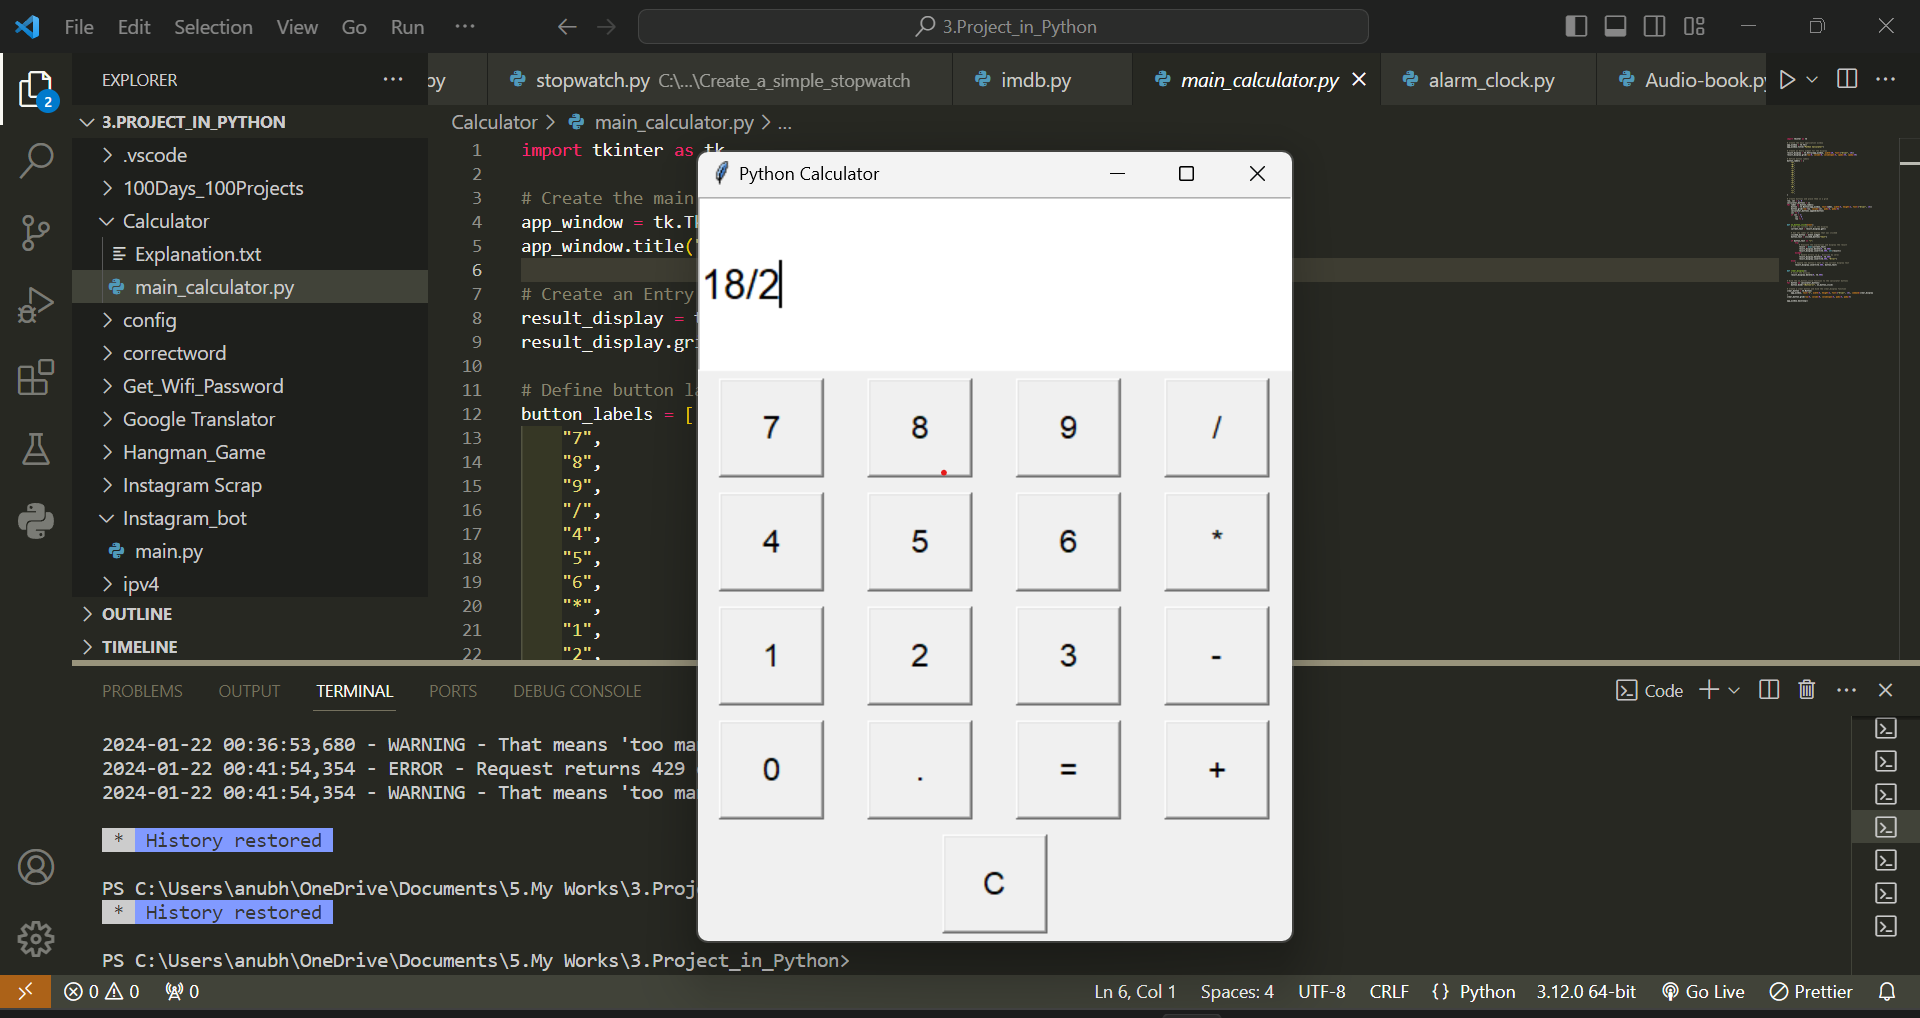 File Edit Selection View Go Run ··· 3.Project_in_Python
EXPLORER ···
2
3.PROJECT_IN_PYTHON
.vscode
100Days_100Projects
Calculator
Explanation.txt
main_calculator.py
config
correctword
Get_Wifi_Password
Google Translator
Hangman_Game
Instagram Scrap
Instagram_bot
main.py
ipv4
OUTLINE
TIMELINE
py stopwatch.py C:\...\Create_a_simple_stopwatch imdb.py main_calculator.py alarm_clock.py Audio-book.py
Calculator > main_calculator.py > ...
1 import tkinter as tk
2
3 # Create the main
4 app_window = tk.T
5 app_window.title(
6
7 # Create an Entry
8 result_display =
9 result_display.gri
10
11 # Define button la
12 button_labels = [
13 "7",
14 "8",
15 "9",
16 "/",
17 "4",
18 "5",
19 "6",
20 "*",
21 "1",
22 "2",
Python Calculator
18/2
7 8 9 /
4 5 6 *
1 2 3 -
0 . = +
C
PROBLEMS OUTPUT TERMINAL PORTS DEBUG CONSOLE Code
2024-01-22 00:36:53,680 - WARNING - That means 'too ma
2024-01-22 00:41:54,354 - ERROR - Request returns 429
2024-01-22 00:41:54,354 - WARNING - That means 'too ma
* History restored
PS C:\Users\anubh\OneDrive\Documents\5.My Works\3.Proj
* History restored
PS C:\Users\anubh\OneDrive\Documents\5.My Works\3.Project_in_Python>
0 0 0 Ln 6, Col 1 Spaces: 4 UTF-8 CRLF {} Python 3.12.0 64-bit Go Live Prettier